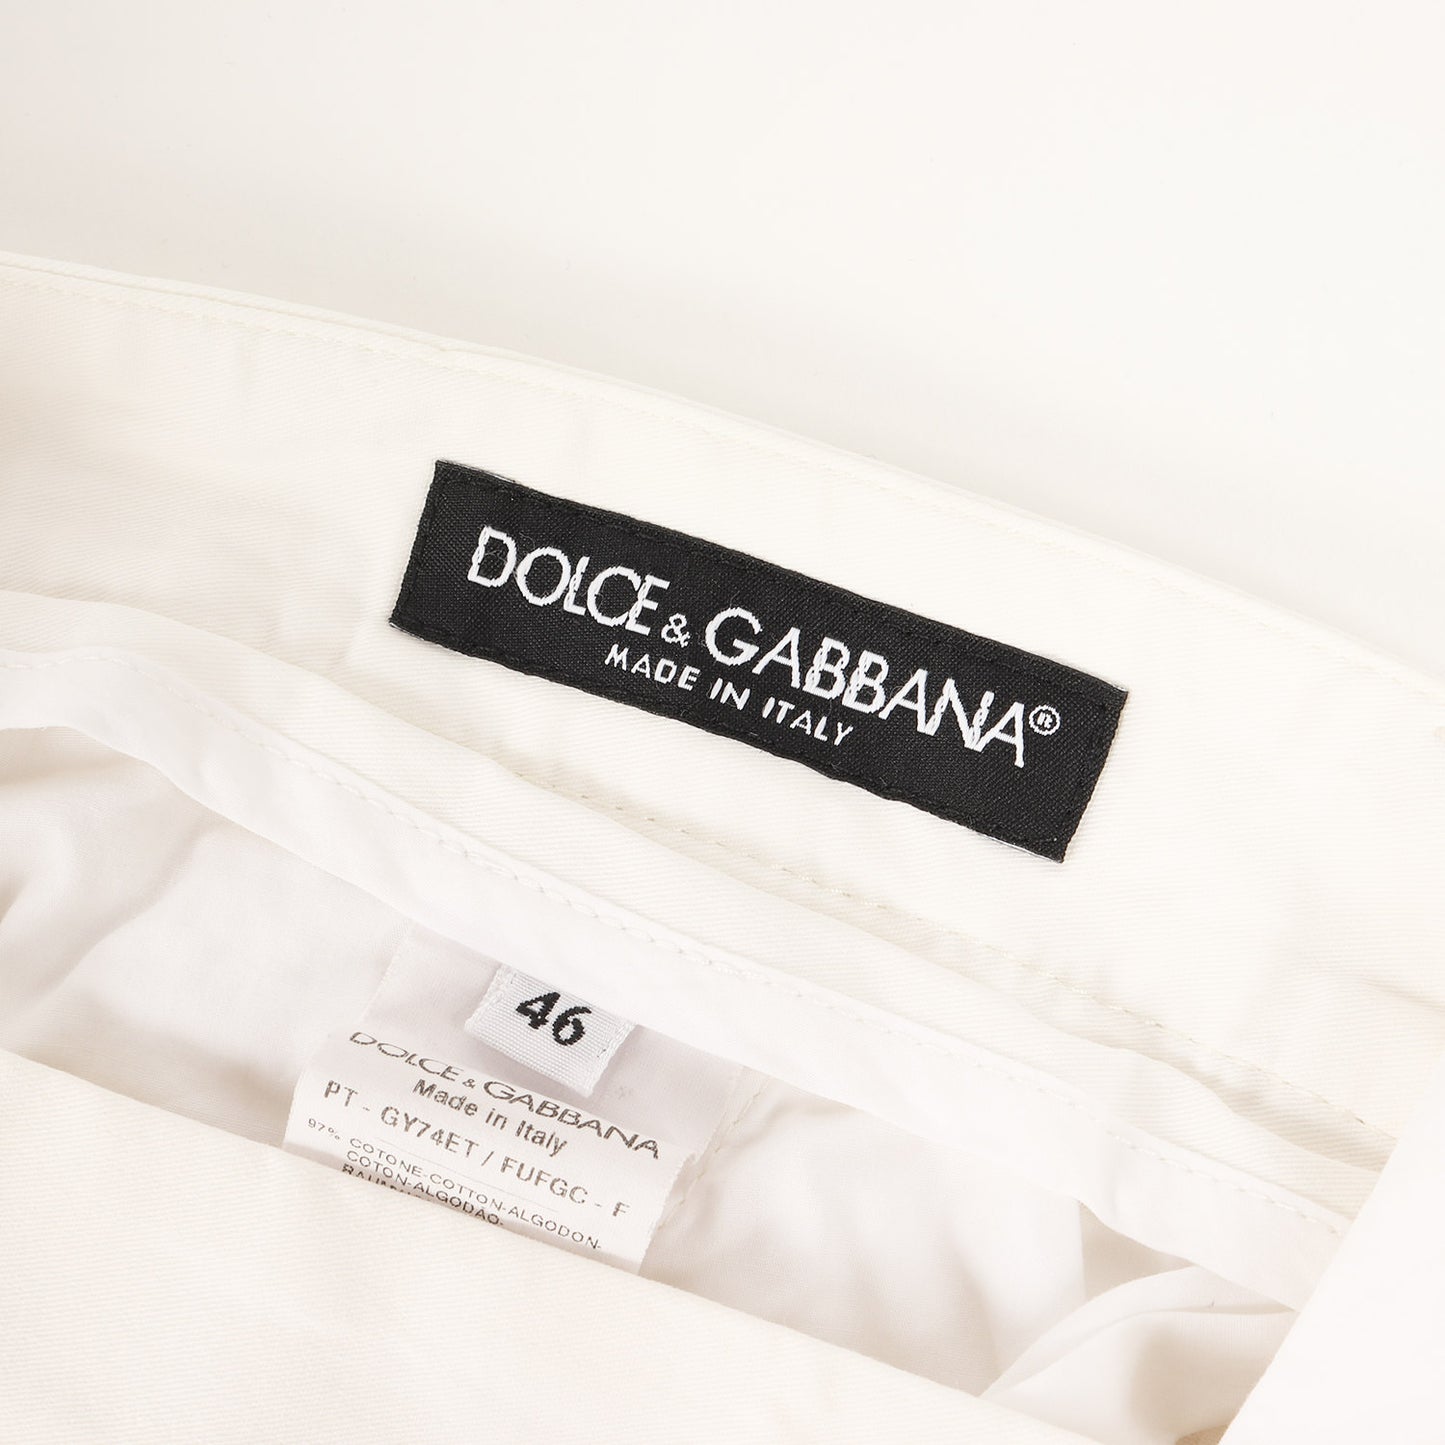 DOLCE & GABBANA®
MADE IN ITALY
46
DOLCE & GABBANA
Made in Italy
PT - GY74ET / FUFGC - F
97% COTONE-COTTON-ALGODON-
COTON-ALGODÃO-